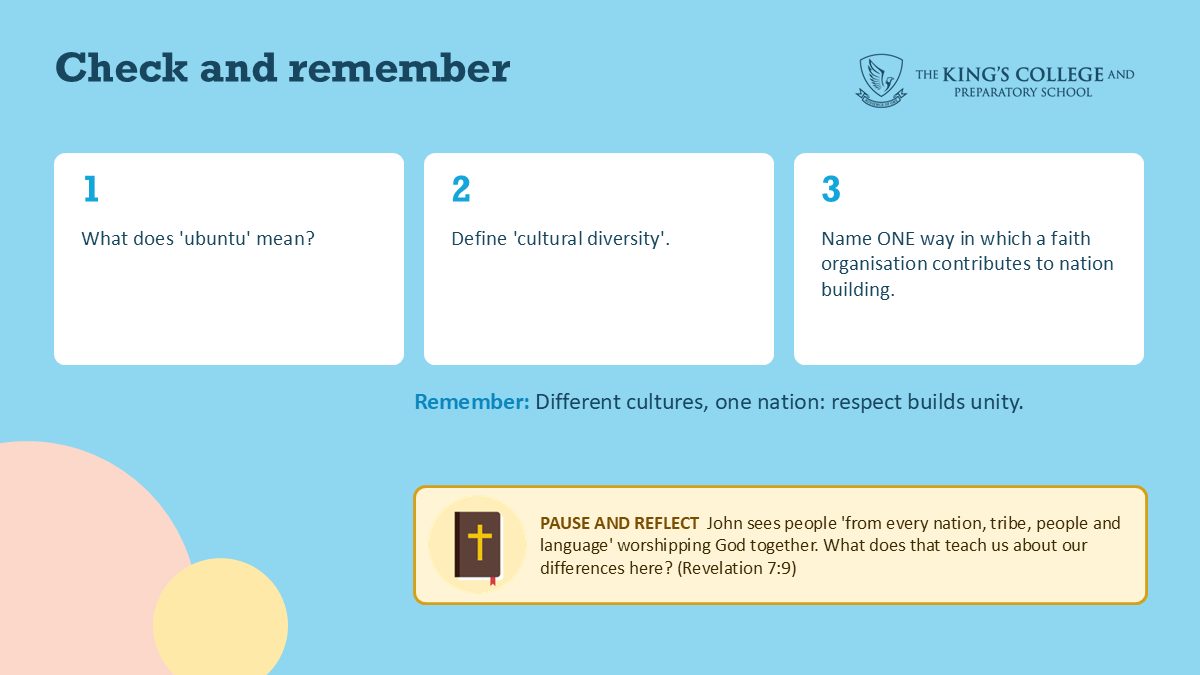 Check and remember
THE KING'S COLLEGE AND
PREPARATORY SCHOOL
1
What does 'ubuntu' mean?
2
Define 'cultural diversity'.
3
Name ONE way in which a faith
organisation contributes to nation
building.
Remember: Different cultures, one nation: respect builds unity.
PAUSE AND REFLECT John sees people 'from every nation, tribe, people and
language' worshipping God together. What does that teach us about our
differences here? (Revelation 7:9)